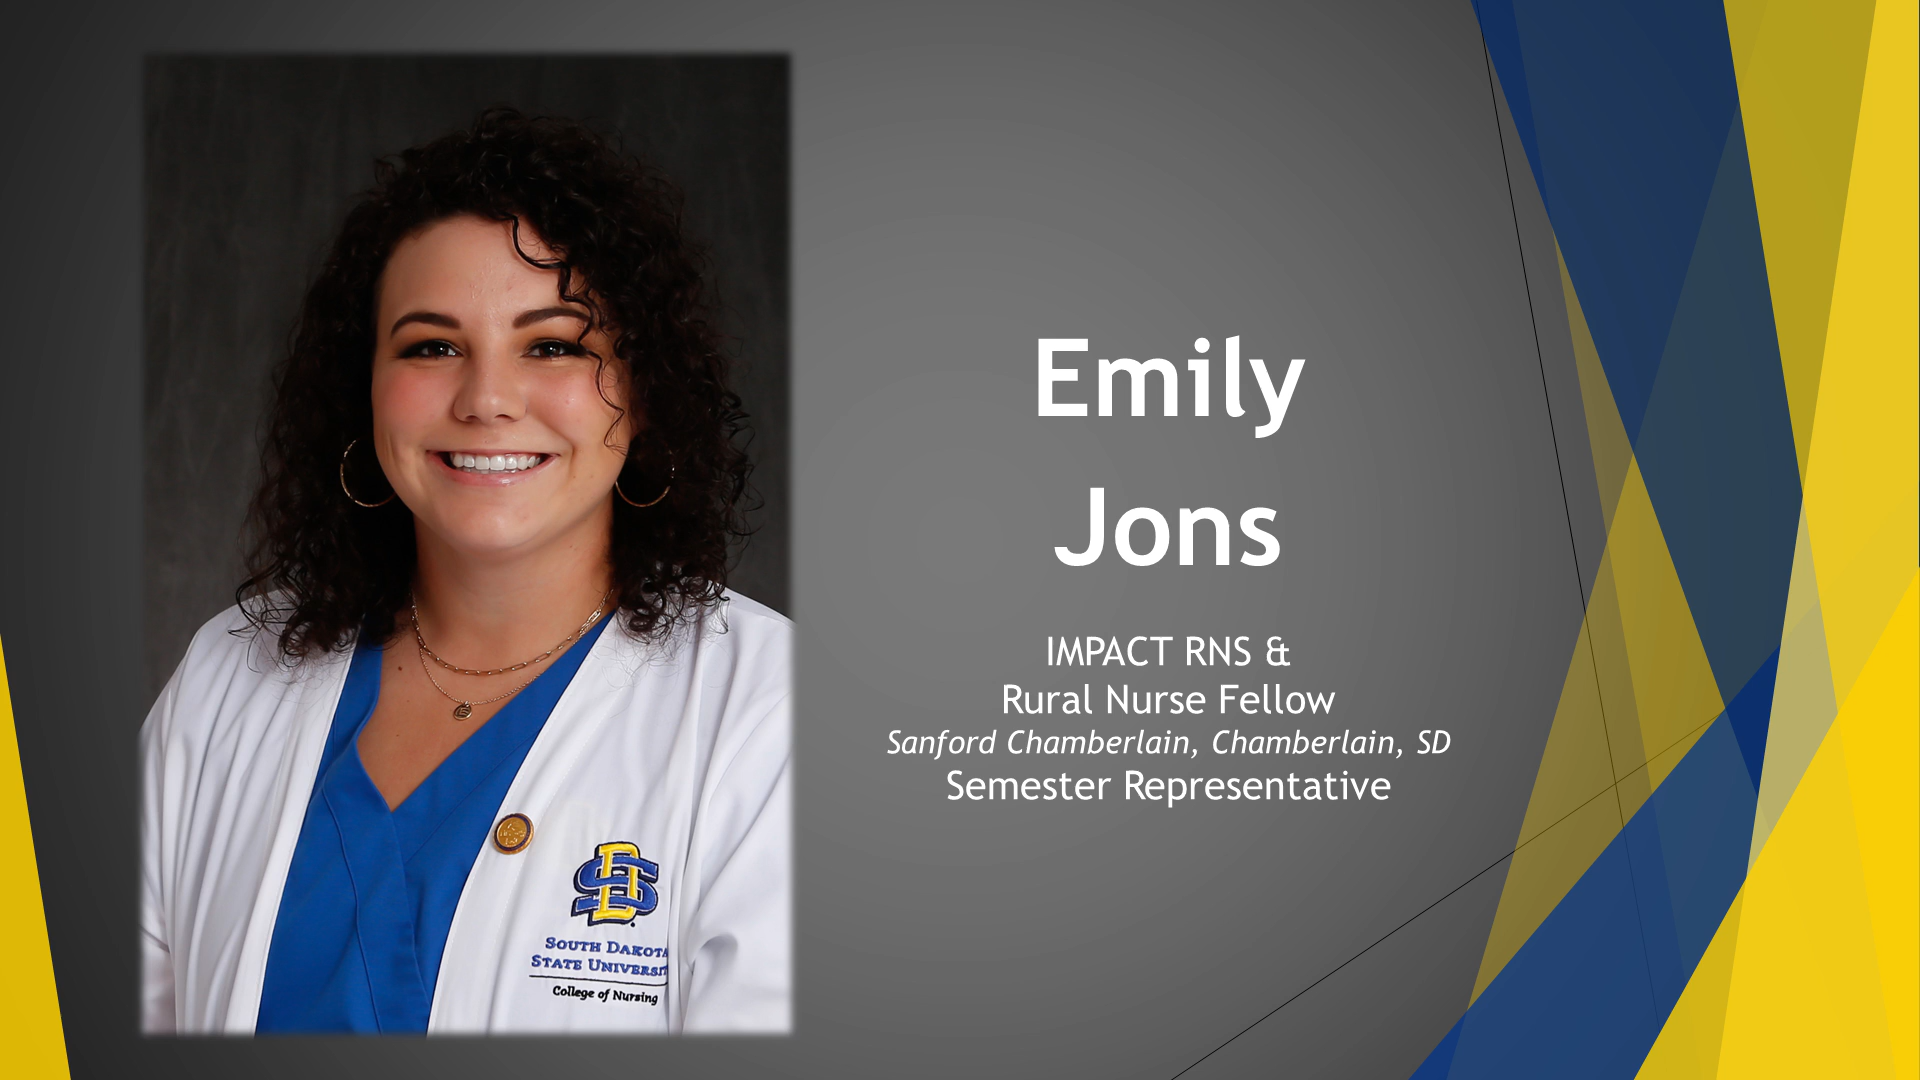 Emily
Jons
IMPACT RNS &
Rural Nurse Fellow
Sanford Chamberlain, Chamberlain, SD
Semester Representative
SOUTH DAKOTA
STATE UNIVERSIT
College of Nursing